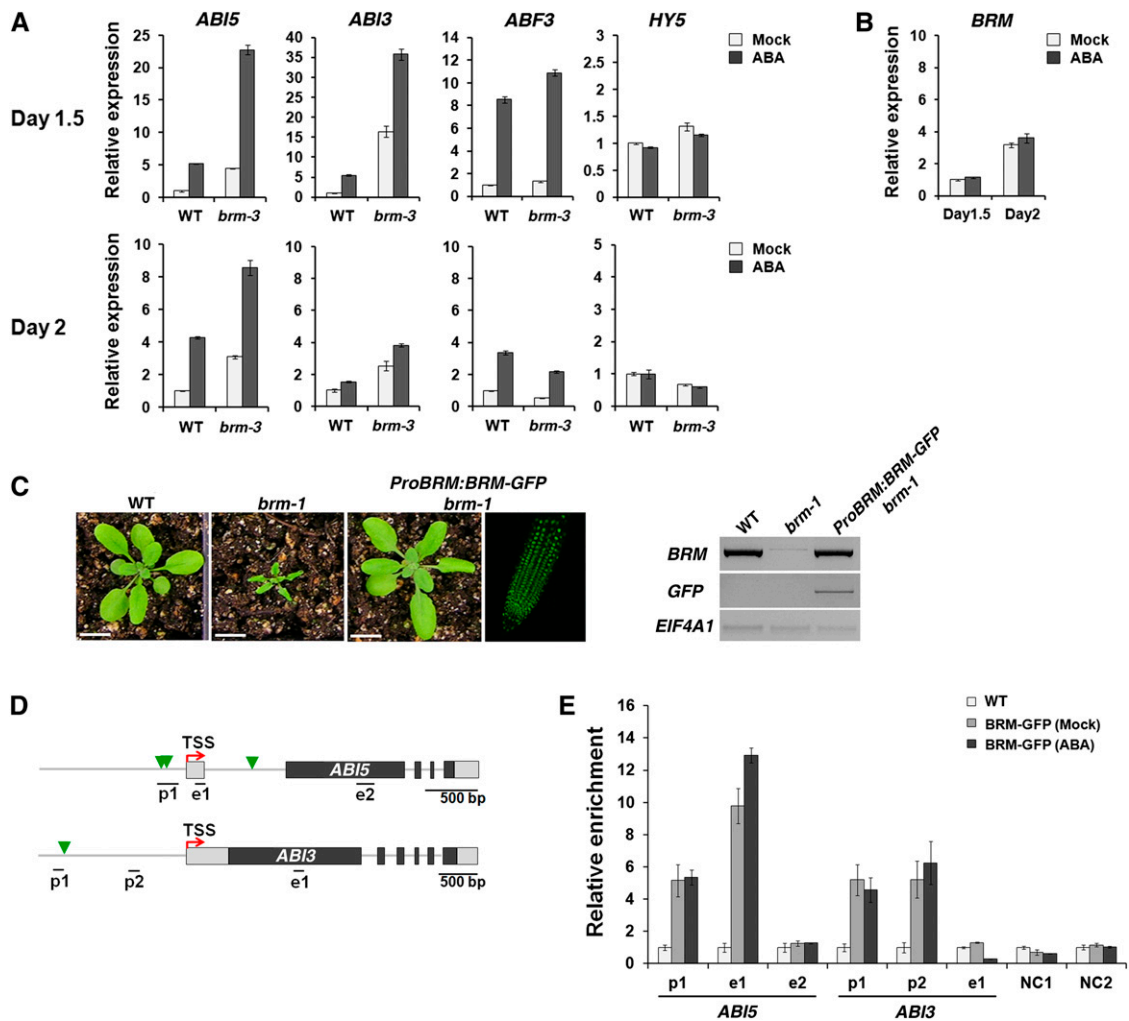 A
ABI5
ABI3
ABF3
HY5
Mock
ABA
Day 1.5
Relative expression
25
20
15
10
5
0
WT
brm-3
40
35
30
25
20
15
10
5
0
WT
brm-3
14
12
10
8
6
4
2
0
WT
brm-3
3
2.5
2
1.5
1
0.5
0
WT
brm-3
B
BRM
Mock
ABA
Relative expression
10
8
6
4
2
0
Day1.5
Day2
Day 2
Relative expression
10
8
6
4
2
0
WT
brm-3
10
8
6
4
2
0
WT
brm-3
10
8
6
4
2
0
WT
brm-3
5
4
3
2
1
0
WT
brm-3
Mock
ABA
C
WT
brm-1
ProBRM:BRM-GFP
brm-1
WT
brm-1
ProBRM:BRM-GFP
brm-1
BRM
GFP
EIF4A1
D
TSS
ABI5
p1
e1
e2
500 bp
TSS
ABI3
p1
p2
e1
500 bp
E
WT
BRM-GFP (Mock)
BRM-GFP (ABA)
Relative enrichment
16
14
12
10
8
6
4
2
0
p1
e1
e2
p1
p2
e1
NC1
NC2
ABI5
ABI3